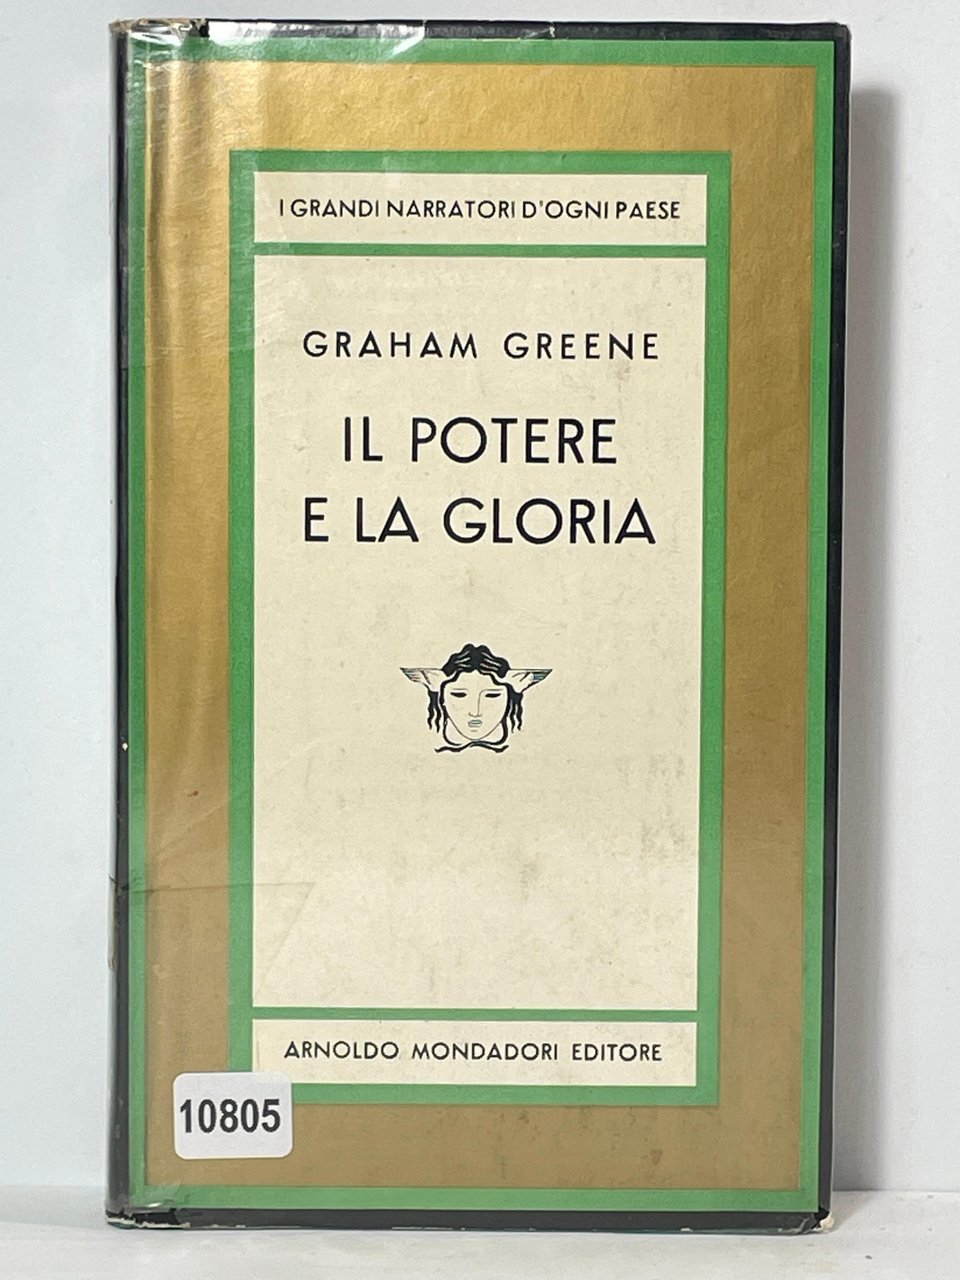 I GRANDI NARRATORI D'OGNI PAESE
GRAHAM GREENE
IL POTERE
E LA GLORIA
ARNOLDO MONDADORI EDITORE
10805